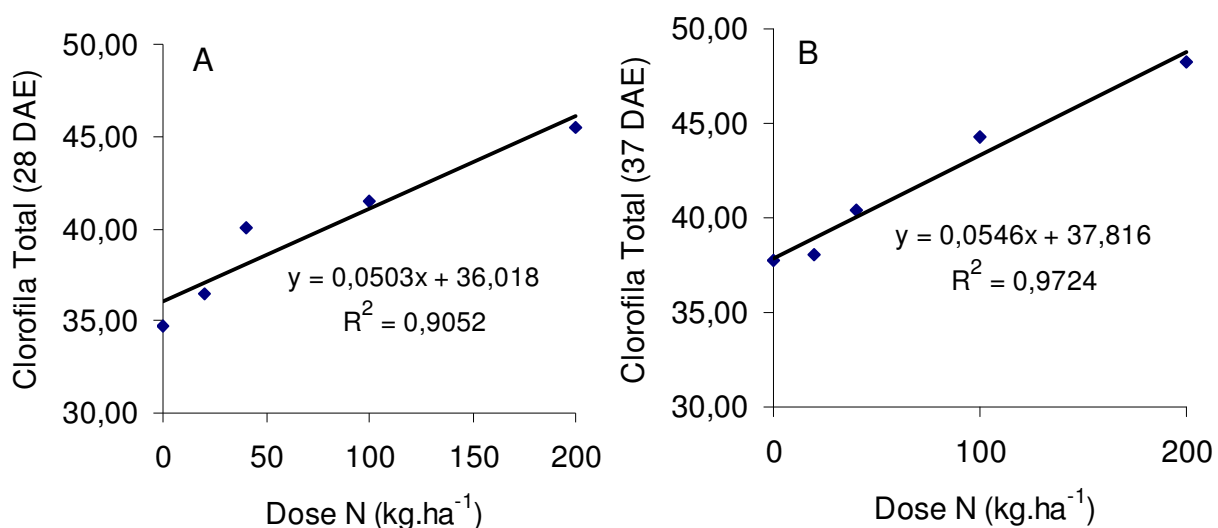 A
Clorofila Total (28 DAE)
50,00
45,00
40,00
35,00
30,00
y = 0,0503x + 36,018
R² = 0,9052
0 50 100 150 200
Dose N (kg.ha⁻¹)
B
Clorofila Total (37 DAE)
50,00
45,00
40,00
35,00
30,00
y = 0,0546x + 37,816
R² = 0,9724
0 100 200
Dose N (kg.ha⁻¹)